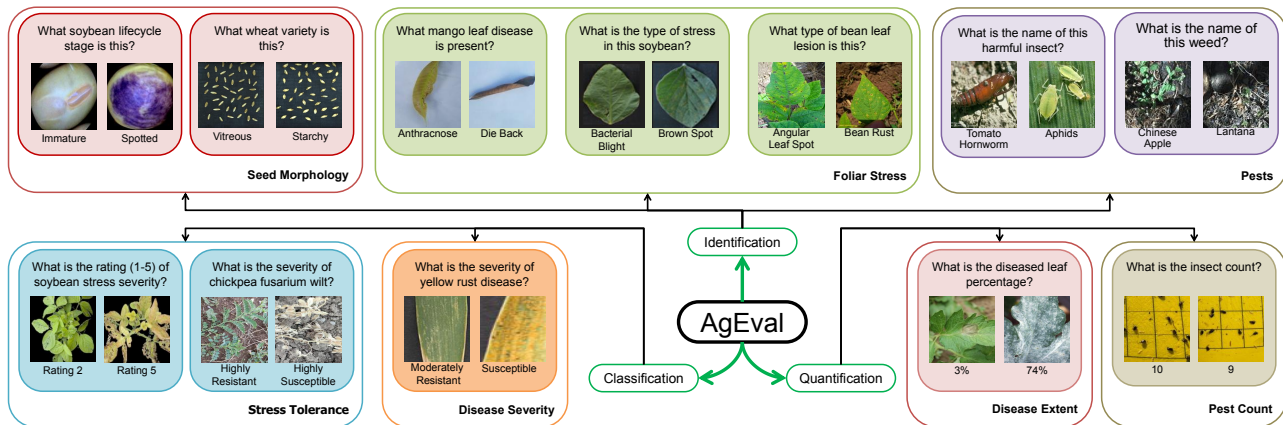 What soybean lifecycle
stage is this?
Immature
Spotted
What wheat variety is
this?
Vitreous
Starchy
Seed Morphology
What mango leaf disease
is present?
Anthracnose
Die Back
What is the type of stress
in this soybean?
Bacterial
Blight
Brown Spot
What type of bean leaf
lesion is this?
Angular
Leaf Spot
Bean Rust
Foliar Stress
What is the name of this
harmful insect?
Tomato
Hornworm
Aphids
What is the name of
this weed?
Chinese
Apple
Lantana
Pests
Identification
AgEval
Classification
Quantification
What is the rating (1-5) of
soybean stress severity?
Rating 2
Rating 5
What is the severity of
chickpea fusarium wilt?
Highly
Resistant
Highly
Susceptible
Stress Tolerance
What is the severity of
yellow rust disease?
Moderately
Resistant
Susceptible
Disease Severity
What is the diseased leaf
percentage?
3%
74%
Disease Extent
What is the insect count?
10
9
Pest Count